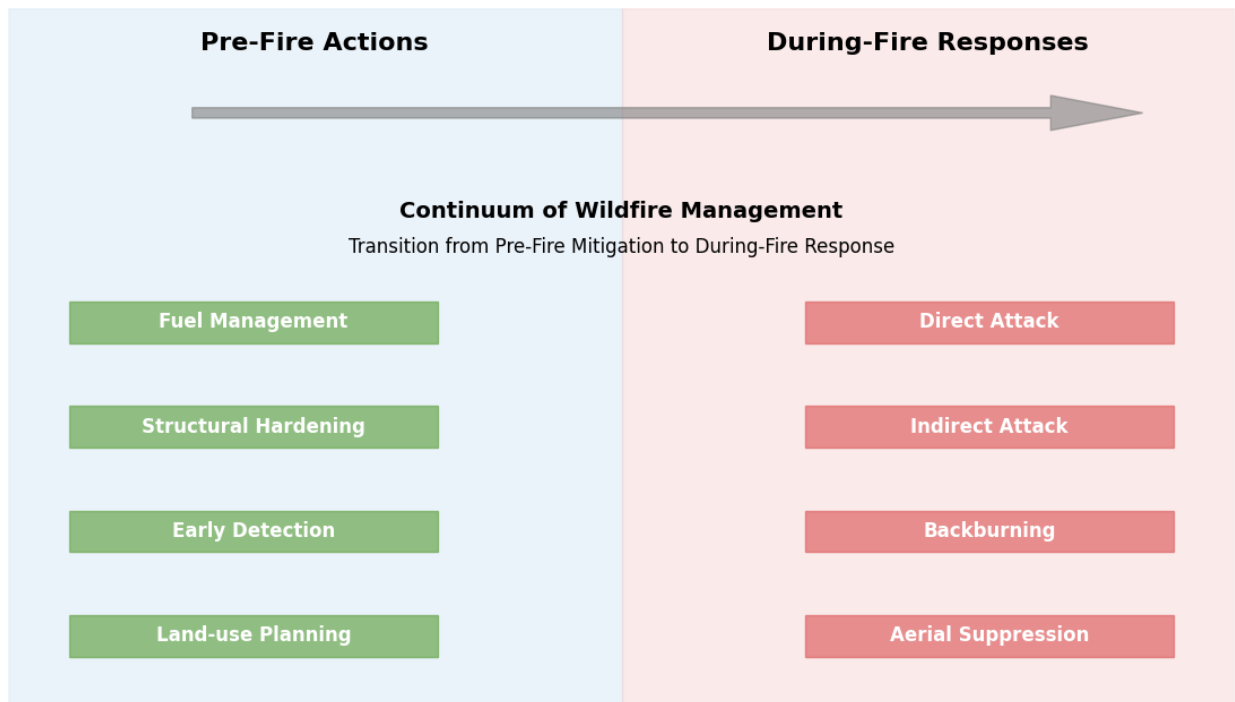 Pre-Fire Actions
During-Fire Responses
Continuum of Wildfire Management
Transition from Pre-Fire Mitigation to During-Fire Response
Fuel Management
Direct Attack
Structural Hardening
Indirect Attack
Early Detection
Backburning
Land-use Planning
Aerial Suppression